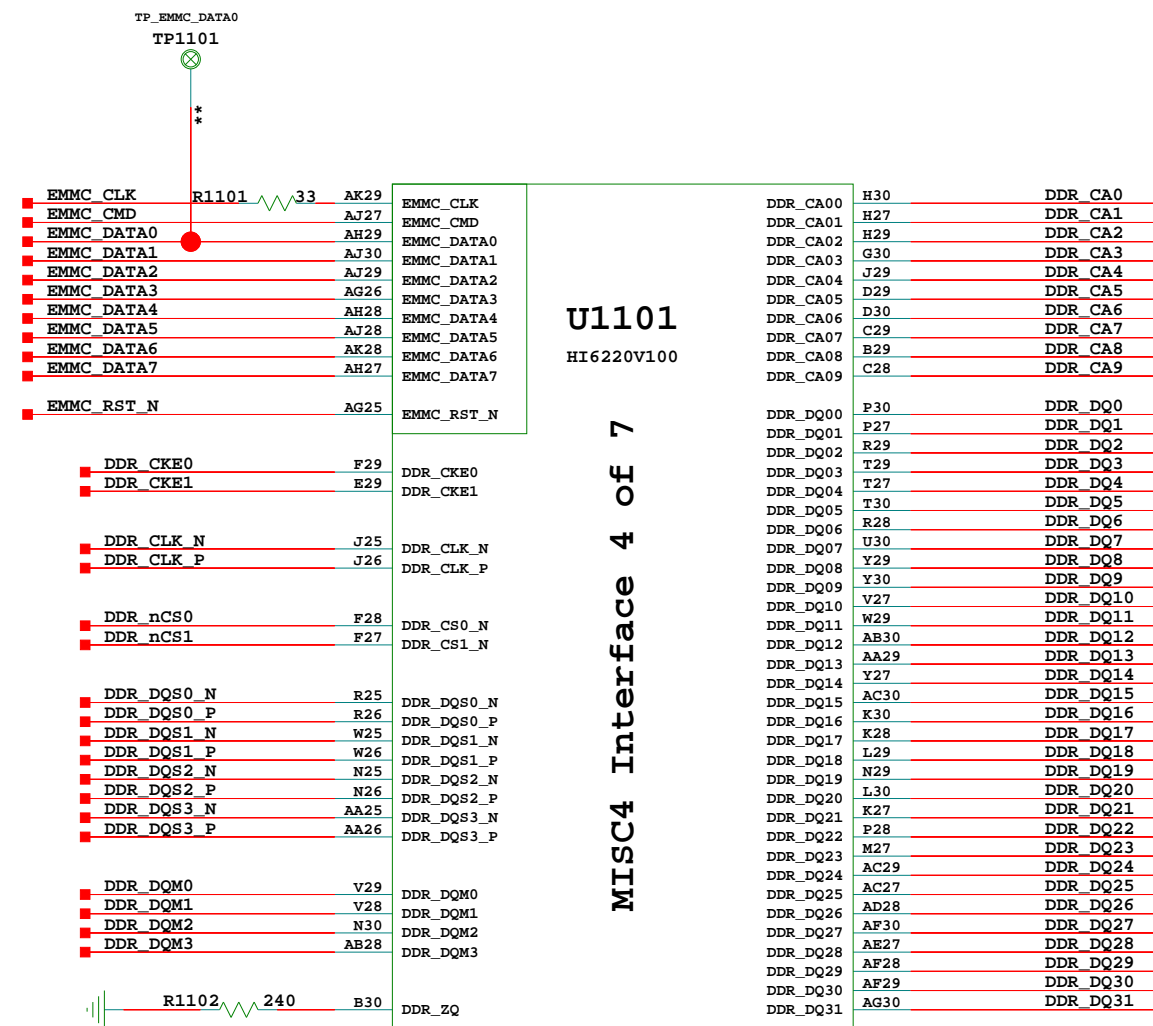 TP_EMMC_DATA0
TP1101
**
EMMC_CLK R1101 33 AK29 EMMC_CLK
EMMC_CMD AJ27 EMMC_CMD
EMMC_DATA0 AH29 EMMC_DATA0
EMMC_DATA1 AJ30 EMMC_DATA1
EMMC_DATA2 AJ29 EMMC_DATA2
EMMC_DATA3 AG26 EMMC_DATA3
EMMC_DATA4 AH28 EMMC_DATA4
EMMC_DATA5 AJ28 EMMC_DATA5
EMMC_DATA6 AK28 EMMC_DATA6
EMMC_DATA7 AH27 EMMC_DATA7
EMMC_RST_N AG25 EMMC_RST_N
DDR_CKE0 F29 DDR_CKE0
DDR_CKE1 E29 DDR_CKE1
DDR_CLK_N J25 DDR_CLK_N
DDR_CLK_P J26 DDR_CLK_P
DDR_nCS0 F28 DDR_CS0_N
DDR_nCS1 F27 DDR_CS1_N
DDR_DQS0_N R25 DDR_DQS0_N
DDR_DQS0_P R26 DDR_DQS0_P
DDR_DQS1_N W25 DDR_DQS1_N
DDR_DQS1_P W26 DDR_DQS1_P
DDR_DQS2_N N25 DDR_DQS2_N
DDR_DQS2_P N26 DDR_DQS2_P
DDR_DQS3_N AA25 DDR_DQS3_N
DDR_DQS3_P AA26 DDR_DQS3_P
DDR_DQM0 V29 DDR_DQM0
DDR_DQM1 V28 DDR_DQM1
DDR_DQM2 N30 DDR_DQM2
DDR_DQM3 AB28 DDR_DQM3
R1102 240 B30 DDR_ZQ
U1101
HI6220V100
MISC4 Interface 4 of 7
DDR_CA00 H30 DDR_CA0
DDR_CA01 H27 DDR_CA1
DDR_CA02 H29 DDR_CA2
DDR_CA03 G30 DDR_CA3
DDR_CA04 J29 DDR_CA4
DDR_CA05 D29 DDR_CA5
DDR_CA06 D30 DDR_CA6
DDR_CA07 C29 DDR_CA7
DDR_CA08 B29 DDR_CA8
DDR_CA09 C28 DDR_CA9
DDR_DQ00 P30 DDR_DQ0
DDR_DQ01 P27 DDR_DQ1
DDR_DQ02 R29 DDR_DQ2
DDR_DQ03 T29 DDR_DQ3
DDR_DQ04 T27 DDR_DQ4
DDR_DQ05 T30 DDR_DQ5
DDR_DQ06 R28 DDR_DQ6
DDR_DQ07 U30 DDR_DQ7
DDR_DQ08 Y29 DDR_DQ8
DDR_DQ09 Y30 DDR_DQ9
DDR_DQ10 V27 DDR_DQ10
DDR_DQ11 W29 DDR_DQ11
DDR_DQ12 AB30 DDR_DQ12
DDR_DQ13 AA29 DDR_DQ13
DDR_DQ14 Y27 DDR_DQ14
DDR_DQ15 AC30 DDR_DQ15
DDR_DQ16 K30 DDR_DQ16
DDR_DQ17 K28 DDR_DQ17
DDR_DQ18 L29 DDR_DQ18
DDR_DQ19 N29 DDR_DQ19
DDR_DQ20 L30 DDR_DQ20
DDR_DQ21 K27 DDR_DQ21
DDR_DQ22 P28 DDR_DQ22
DDR_DQ23 M27 DDR_DQ23
DDR_DQ24 AC29 DDR_DQ24
DDR_DQ25 AC27 DDR_DQ25
DDR_DQ26 AD28 DDR_DQ26
DDR_DQ27 AF30 DDR_DQ27
DDR_DQ28 AE27 DDR_DQ28
DDR_DQ29 AF28 DDR_DQ29
DDR_DQ30 AF29 DDR_DQ30
DDR_DQ31 AG30 DDR_DQ31